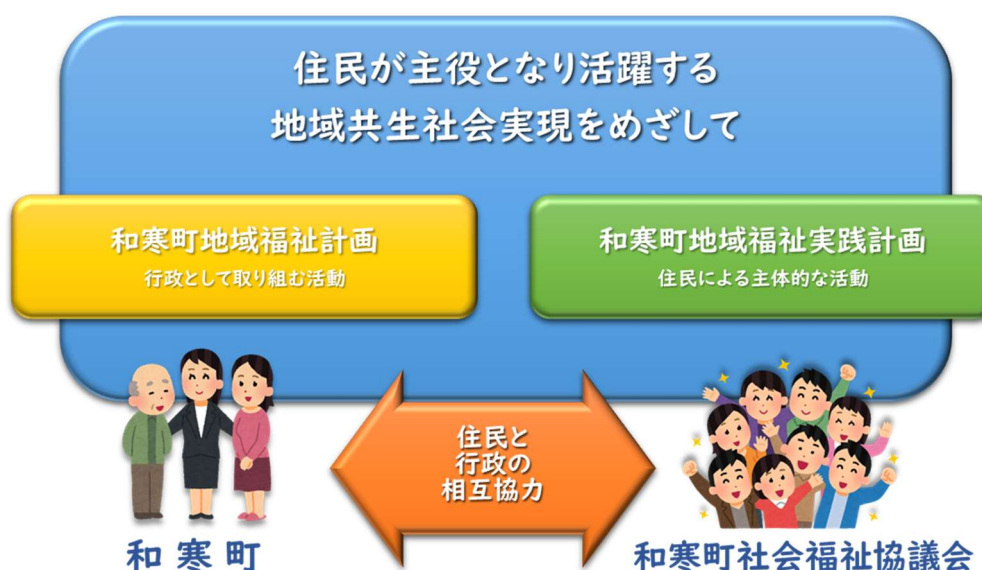 住民が主役となり活躍する
地域共生社会実現をめざして
和寒町地域福祉計画
行政として取り組む活動
和寒町地域福祉実践計画
住民による主体的な活動
住民と
行政の
相互協力
和寒町
和寒町社会福祉協議会